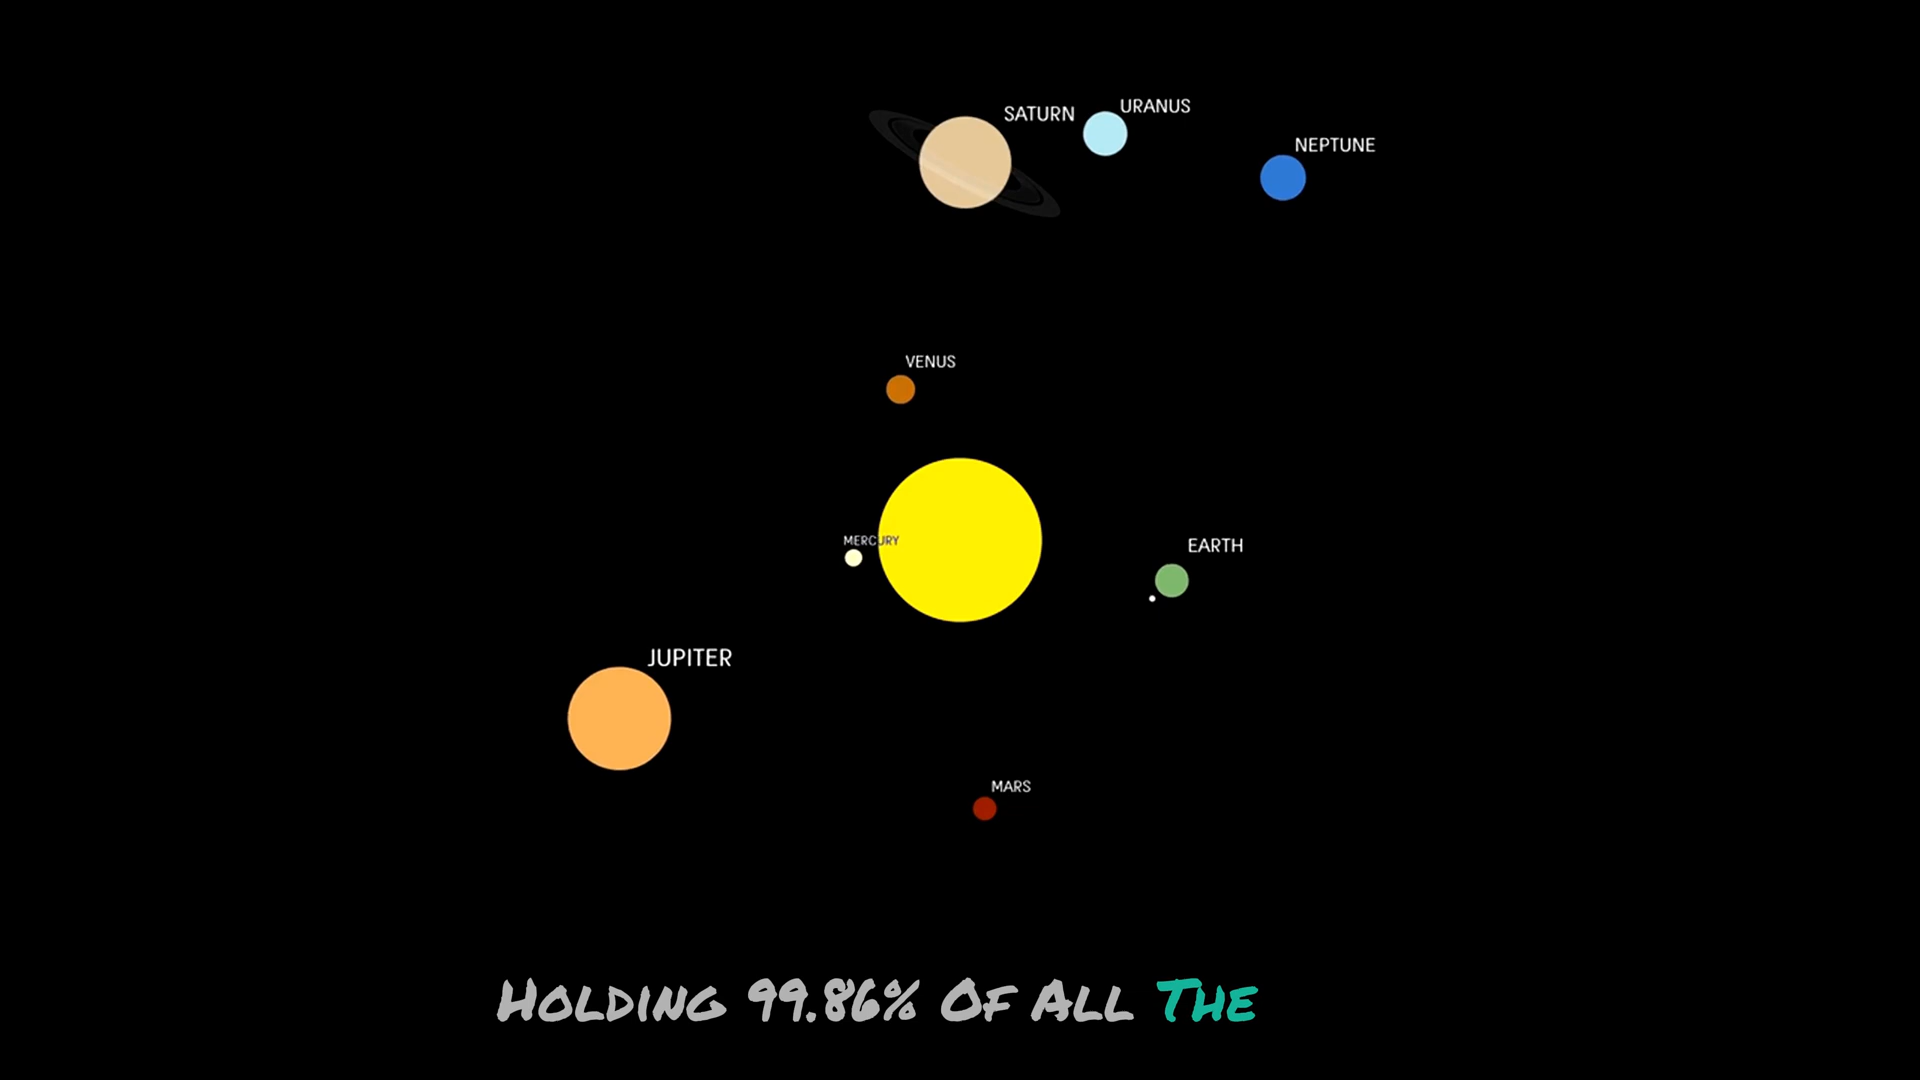 URANUS
SATURN
NEPTUNE
VENUS
MERCURY
EARTH
JUPITER
MARS
HOLDING 99.86% OF ALL THE